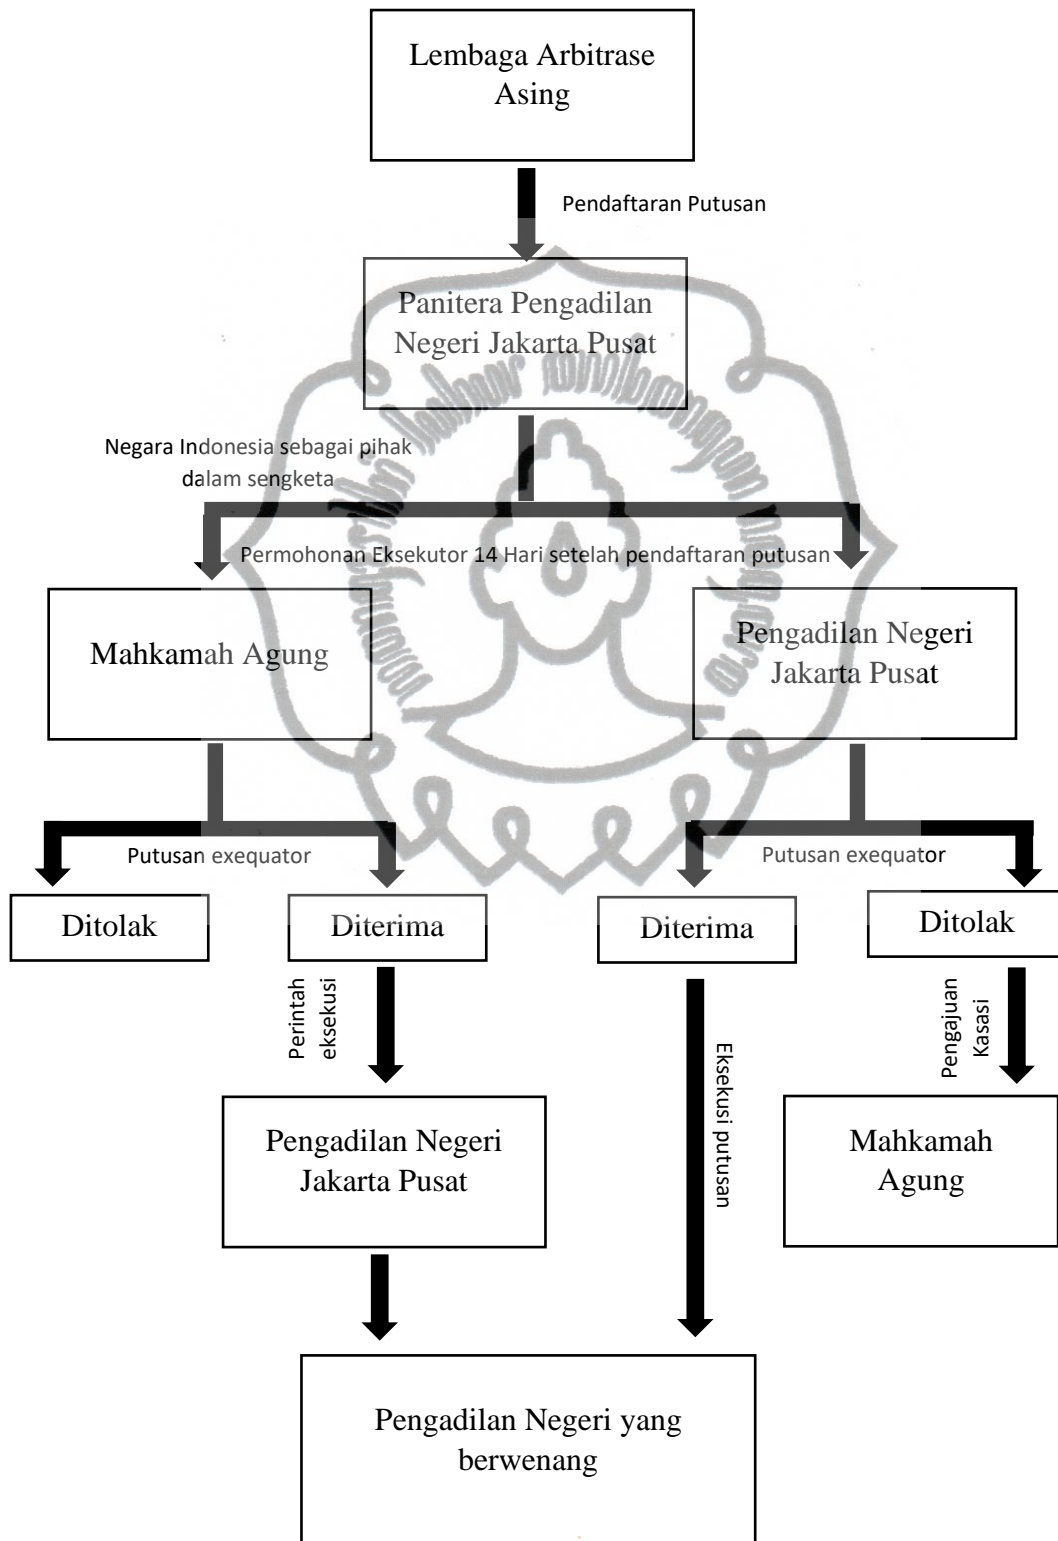 Lembaga Arbitrase
Asing
Pendaftaran Putusan
Panitera Pengadilan
Negeri Jakarta Pusat
Negara Indonesia sebagai pihak
dalam sengketa
Permohonan Eksekutor 14 Hari setelah pendaftaran putusan
Mahkamah Agung
Pengadilan Negeri
Jakarta Pusat
Putusan exequator
Putusan exequator
Ditolak
Diterima
Diterima
Ditolak
Perintah
eksekusi
Eksekusi putusan
Pengajuan
Kasasi
Pengadilan Negeri
Jakarta Pusat
Mahkamah
Agung
Pengadilan Negeri yang
berwenang